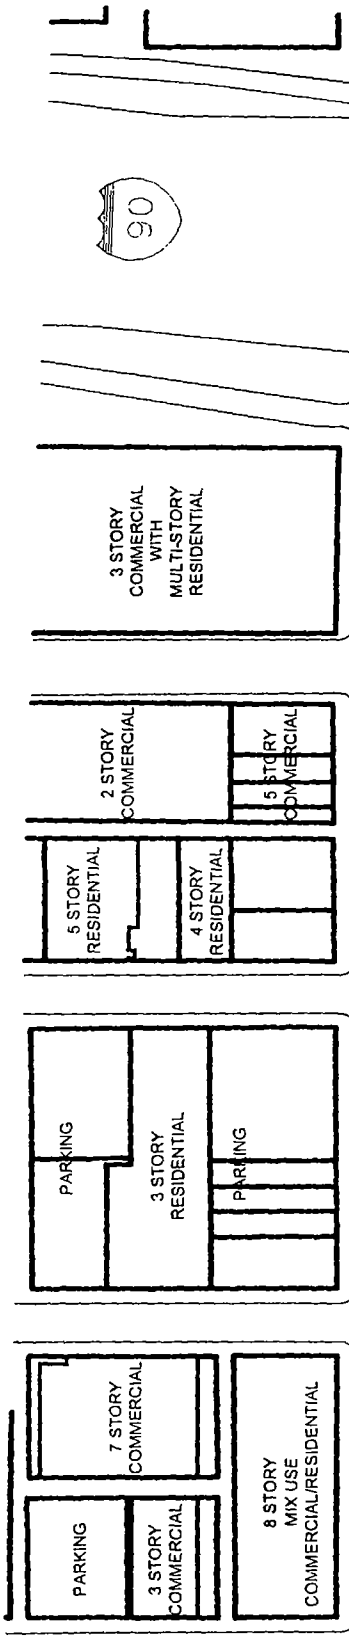 PARKING
3 STORY
COMMERCIAL
7 STORY
COMMERCIAL
8 STORY
MIX USE
COMMERCIAL/RESIDENTIAL
PARKING
3 STORY
RESIDENTIAL
PARKING
5 STORY
RESIDENTIAL
4 STORY
RESIDENTIAL
2 STORY
COMMERCIAL
5 STORY
COMMERCIAL
3 STORY
COMMERCIAL
WITH
MULTI-STORY
RESIDENTIAL
90